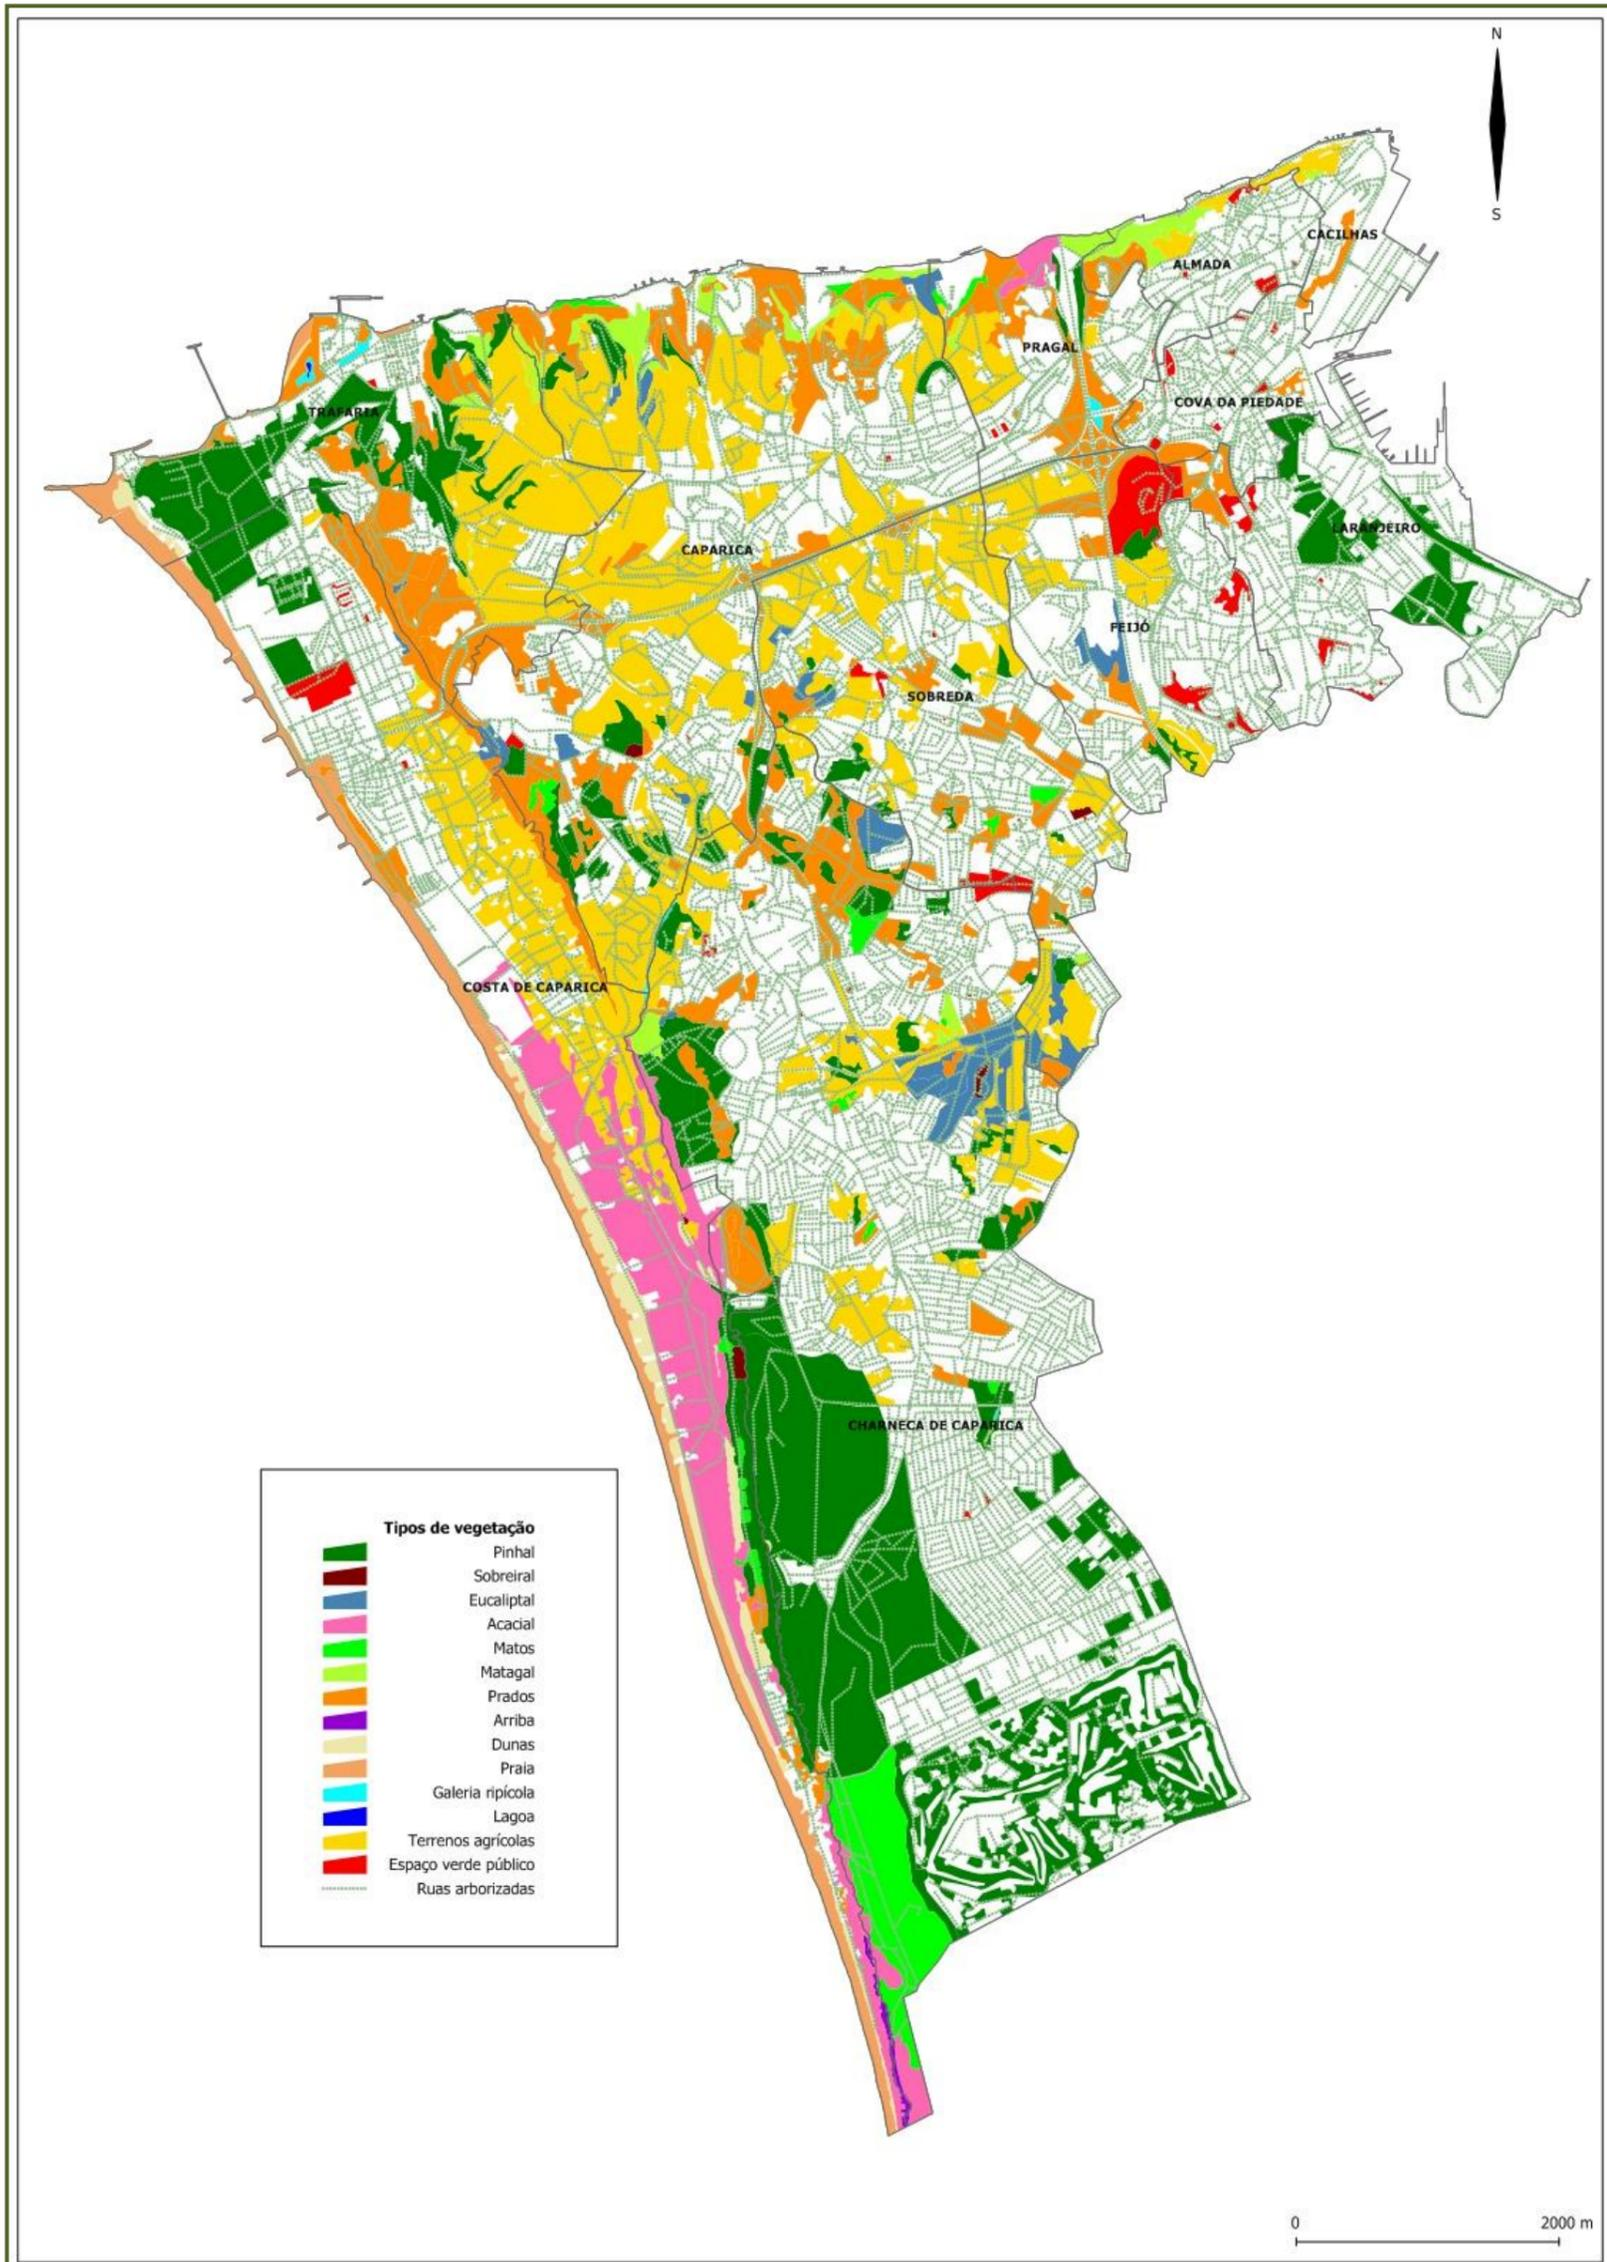 N
S
CACILHAS
ALMADA
PRAGAL
COVA DA PIEDADE
TRAFARIA
LARANJEIRO
CAPARICA
FEIJÓ
SOBREDA
COSTA DE CAPARICA
CHARNECA DE CAPARICA
Tipos de vegetação
Pinhal
Sobreiral
Eucaliptal
Acacial
Matos
Matagal
Prados
Arriba
Dunas
Praia
Galeria ripícola
Lagoa
Terrenos agrícolas
Espaço verde público
Ruas arborizadas
0 2000 m